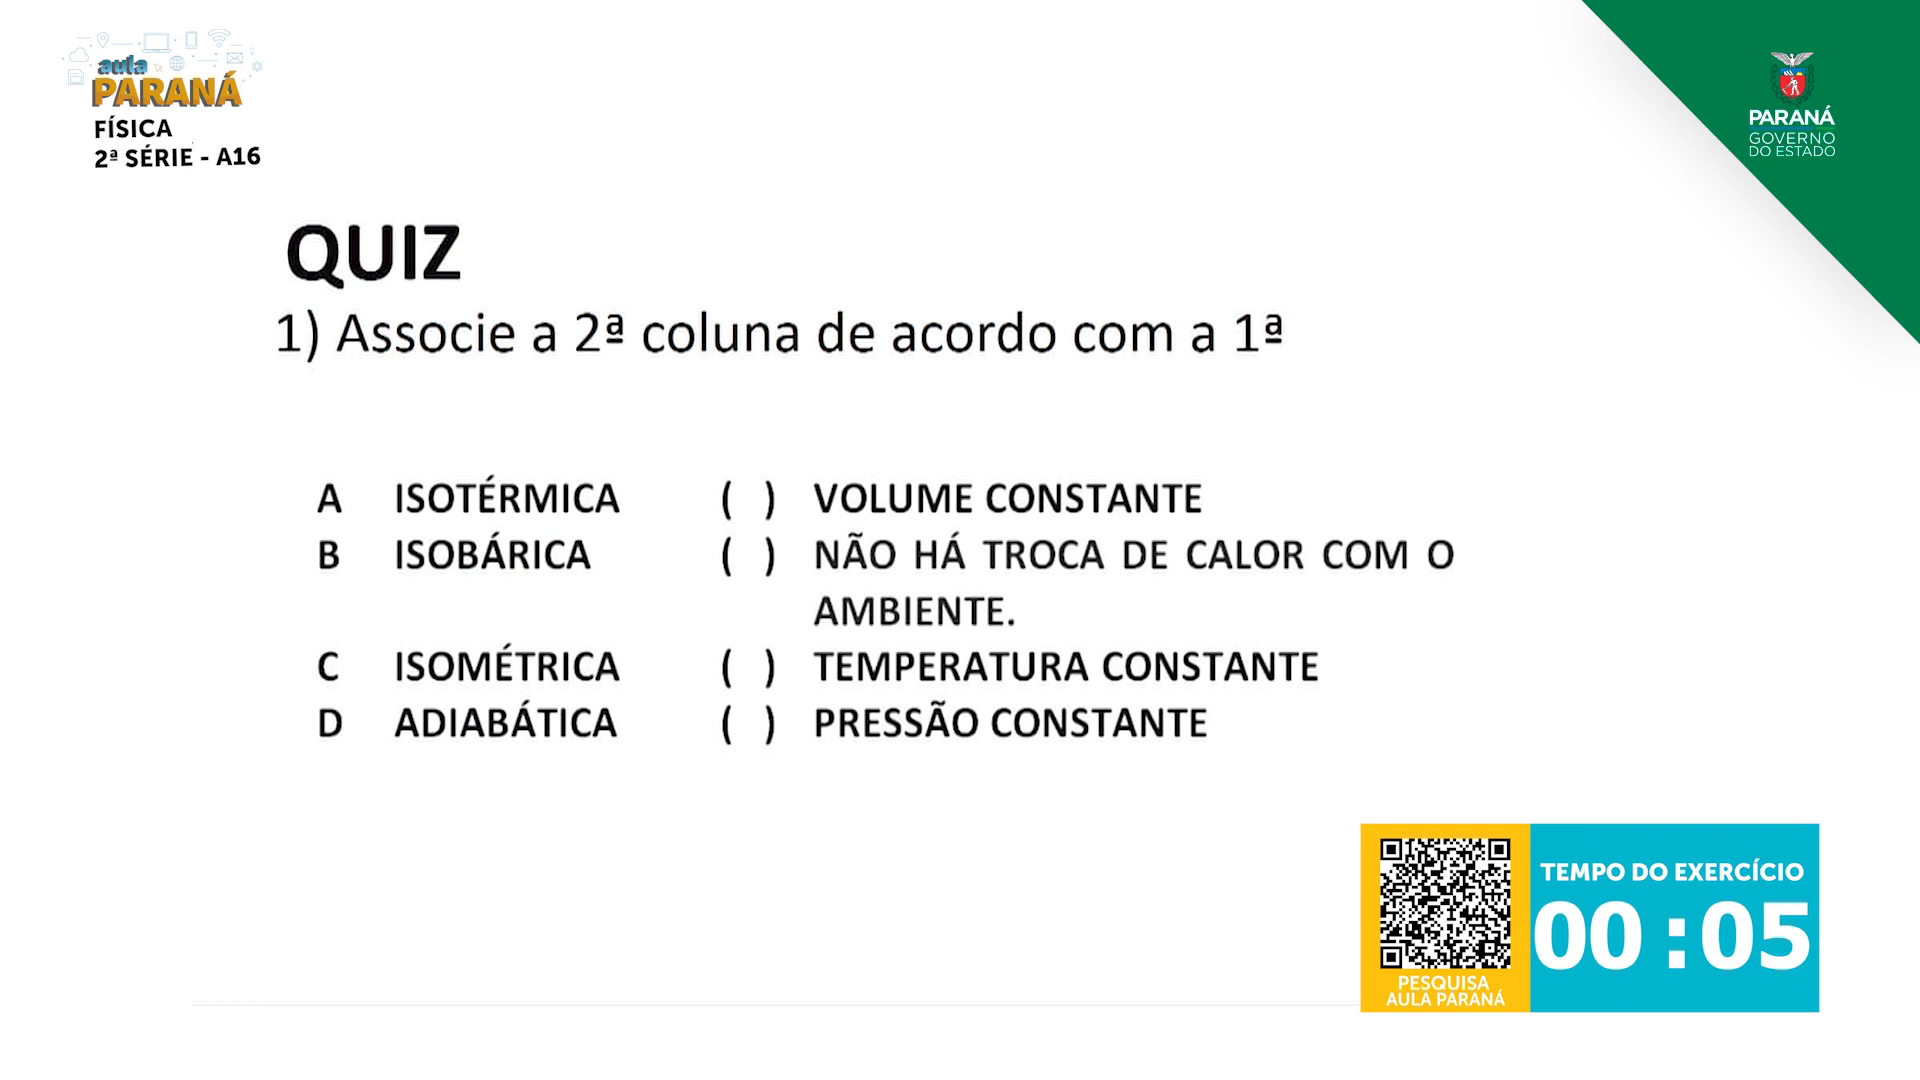 aula
PARANÁ
FÍSICA
2ª SÉRIE - A16
PARANÁ
GOVERNO
DO ESTADO
QUIZ
1) Associe a 2ª coluna de acordo com a 1ª
A ISOTÉRMICA ( ) VOLUME CONSTANTE
B ISOBÁRICA ( ) NÃO HÁ TROCA DE CALOR COM O
AMBIENTE.
C ISOMÉTRICA ( ) TEMPERATURA CONSTANTE
D ADIABÁTICA ( ) PRESSÃO CONSTANTE
TEMPO DO EXERCÍCIO
00:05
PESQUISA
AULA PARANÁ